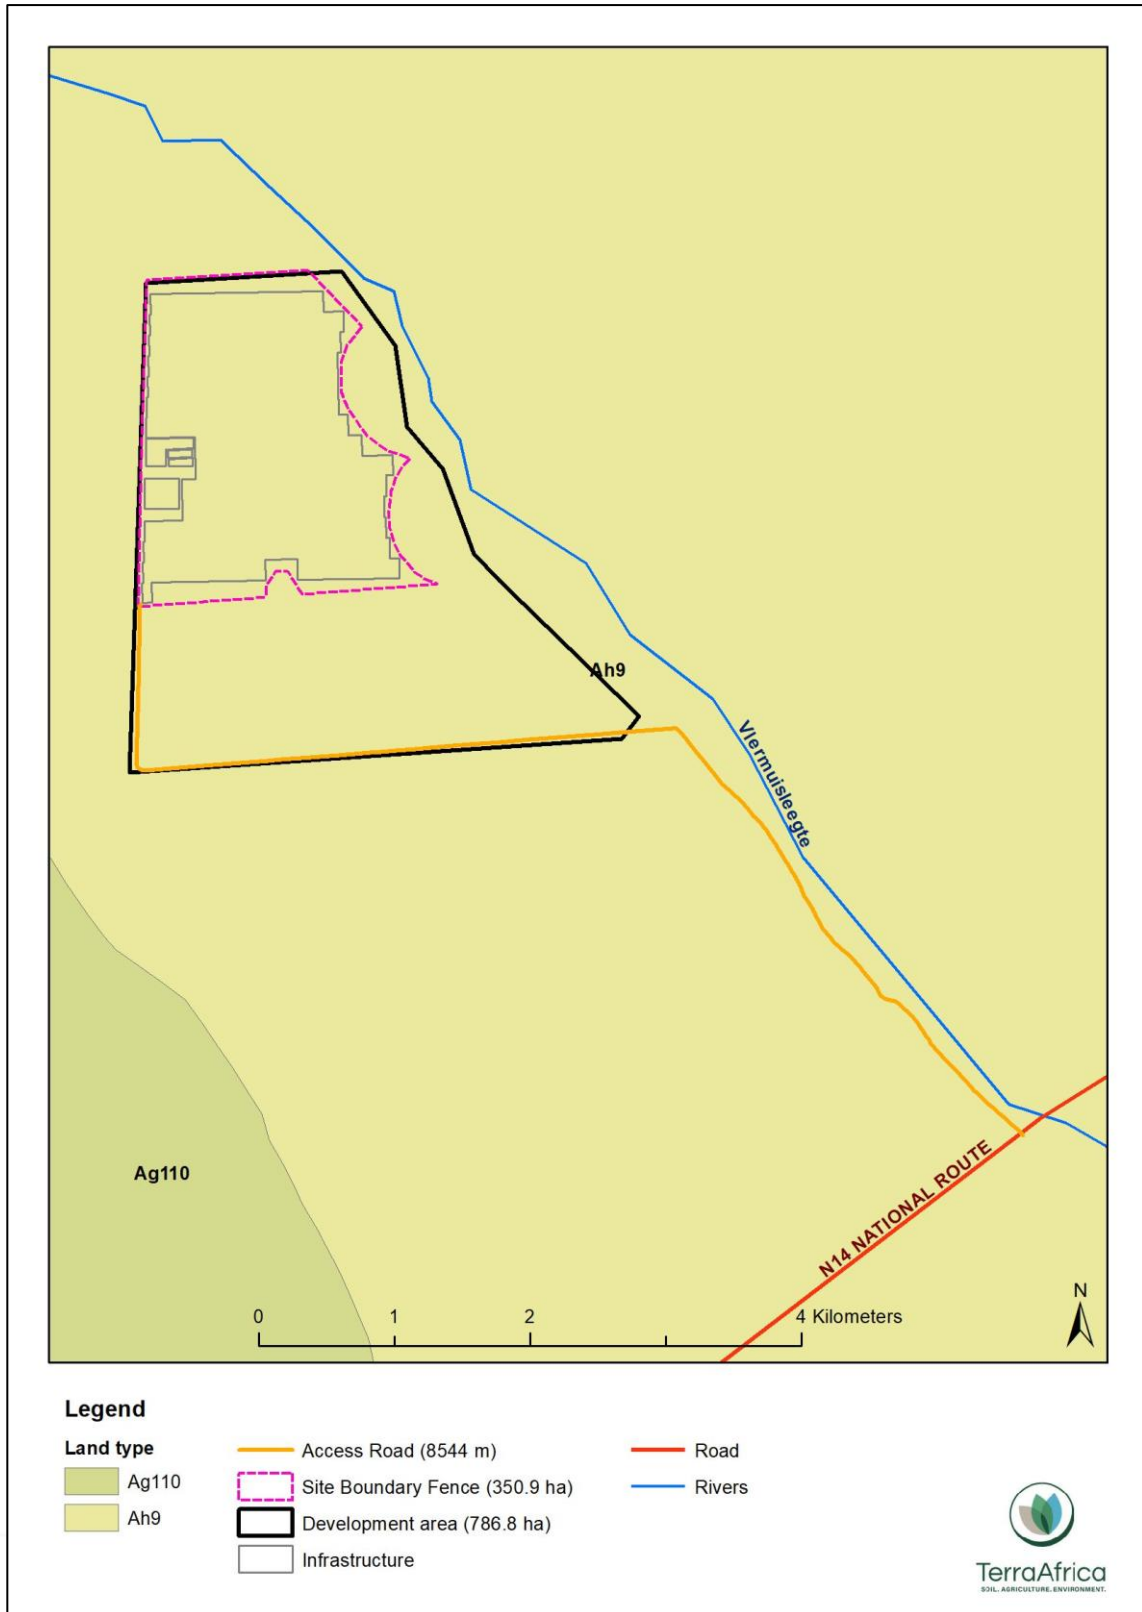 Ah9
Vlermuisleegte
Ag110
N14 NATIONAL ROUTE
N
0 1 2 4 Kilometers
Legend
Land type
Ag110
Ah9
Access Road (8544 m)
Site Boundary Fence (350.9 ha)
Development area (786.8 ha)
Infrastructure
Road
Rivers
TerraAfrica
SOIL. AGRICULTURE. ENVIRONMENT.